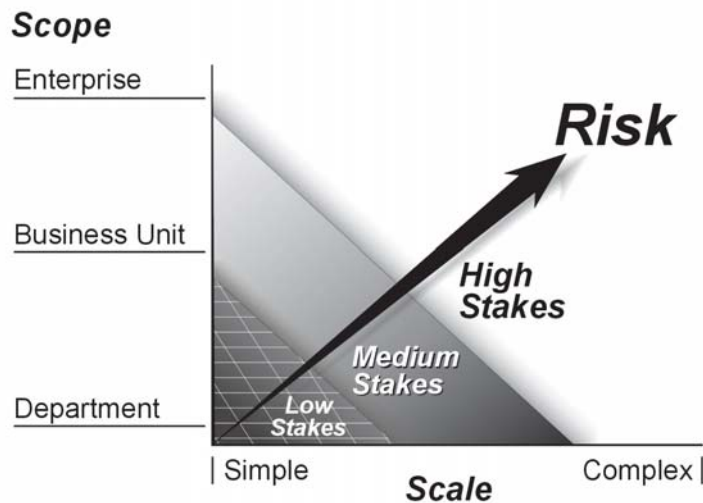 Scope
Enterprise
Risk
Business Unit
High
Stakes
Medium
Stakes
Department
Low
Stakes
Simple
Complex
Scale